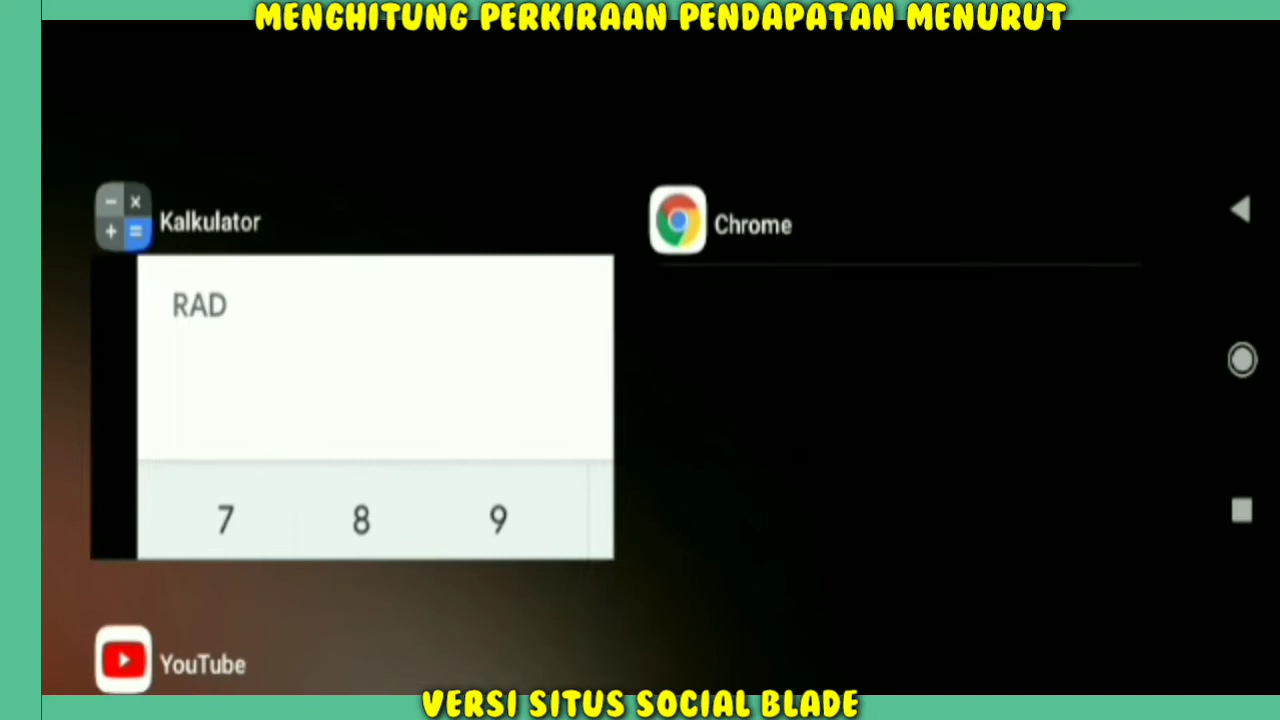 MENGHITUNG PERKIRAAN PENDAPATAN MENURUT
Kalkulator
Chrome
RAD
7 8 9
YouTube
VERSI SITUS SOCIAL BLADE